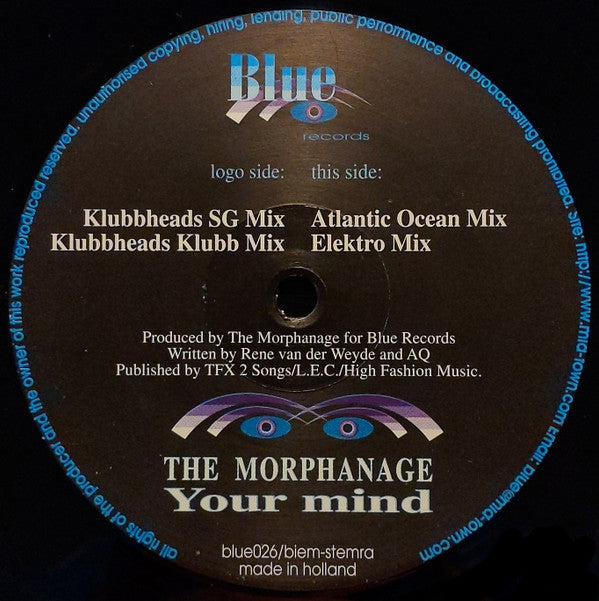 all rights of the producer and the owner of this work reproduced reserved. unauthorised copying, hiring, lending, public performance and broadcasting prohibited. Site: http://www.mid-town.com Email: blue@mid-town.com
Blue
records
logo side: this side:
Klubbheads SG Mix Atlantic Ocean Mix
Klubbheads Klubb Mix Elektro Mix
Produced by The Morphanage for Blue Records
Written by Rene van der Weyde and AQ
Published by TFX 2 Songs/L.E.C./High Fashion Music.
THE MORPHANAGE
Your mind
blue026/biem-stemra
made in holland